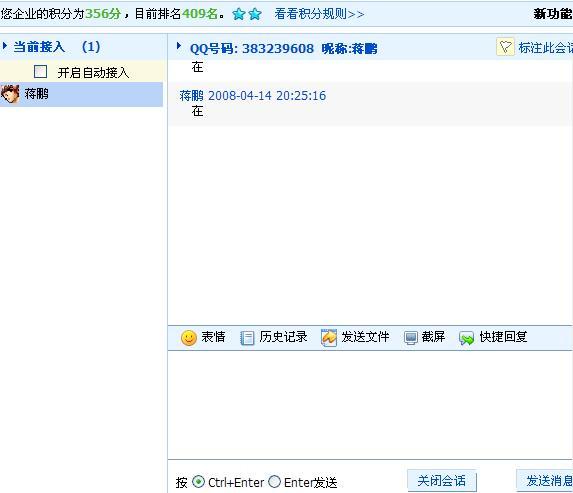 您企业的积分为356分，目前排名409名。 看看积分规则>> 新功能
当前接入 (1)
QQ号码: 383239608 昵称:蒋鹏 标注此会话
开启自动接入
在
蒋鹏
蒋鹏 2008-04-14 20:25:16
在
表情 历史记录 发送文件 截屏 快捷回复
按 Ctrl+Enter Enter发送 关闭会话 发送消息